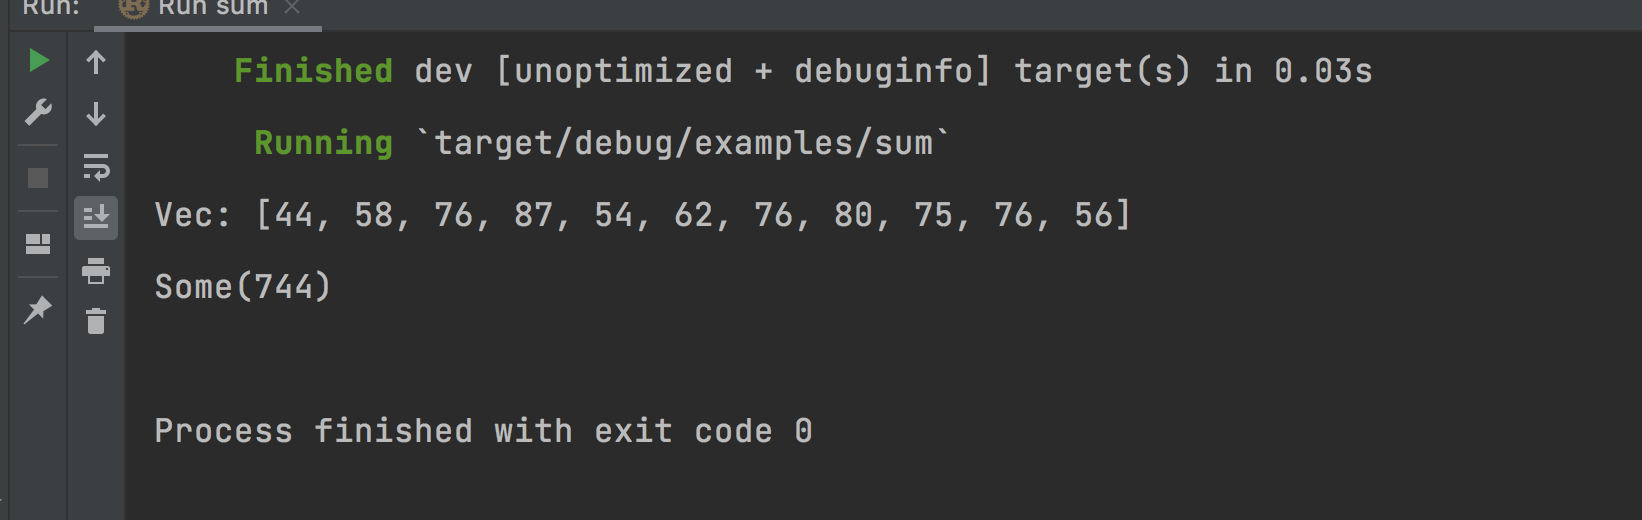 Run: Run sum
Finished dev [unoptimized + debuginfo] target(s) in 0.03s
Running `target/debug/examples/sum`
Vec: [44, 58, 76, 87, 54, 62, 76, 80, 75, 76, 56]
Some(744)
Process finished with exit code 0